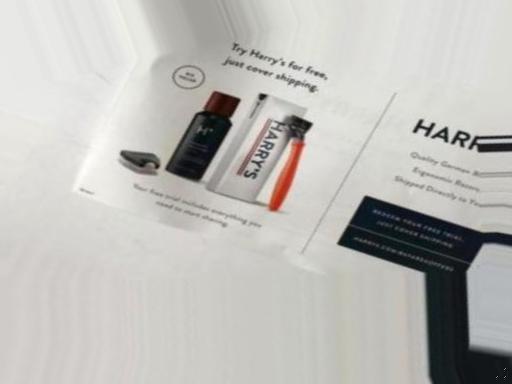 Try Harry's for free,
just cover shipping.
HARRY'S
H'
Your free trial includes everything you
need to start shaving.
HARR
Quality German
Ergonomic Razors
Shipped Directly to You
REDEEM YOUR FREE TRIAL,
JUST COVER SHIPPING